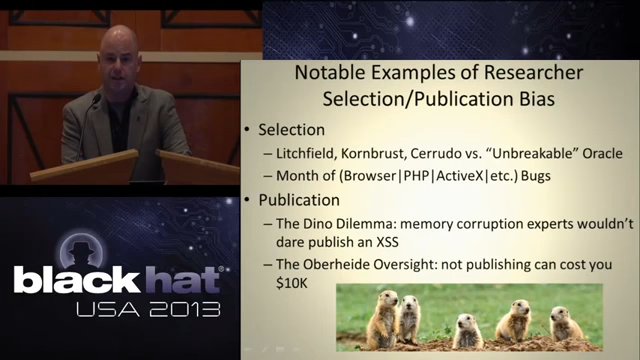 Notable Examples of Researcher
Selection/Publication Bias
• Selection
– Litchfield, Kornbrust, Cerrudo vs. “Unbreakable” Oracle
– Month of (Browser|PHP|ActiveX|etc.) Bugs
• Publication
– The Dino Dilemma: memory corruption experts wouldn’t
dare publish an XSS
– The Oberheide Oversight: not publishing can cost you
$10K
black hat®
USA 2013